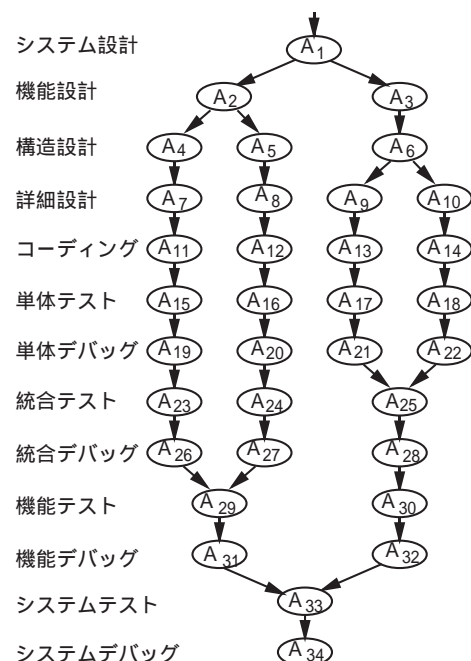 システム設計 A1
機能設計 A2 A3
構造設計 A4 A5 A6
詳細設計 A7 A8 A9 A10
コーディング A11 A12 A13 A14
単体テスト A15 A16 A17 A18
単体デバッグ A19 A20 A21 A22
統合テスト A23 A24 A25
統合デバッグ A26 A27 A28
機能テスト A29 A30
機能デバッグ A31 A32
システムテスト A33
システムデバッグ A34